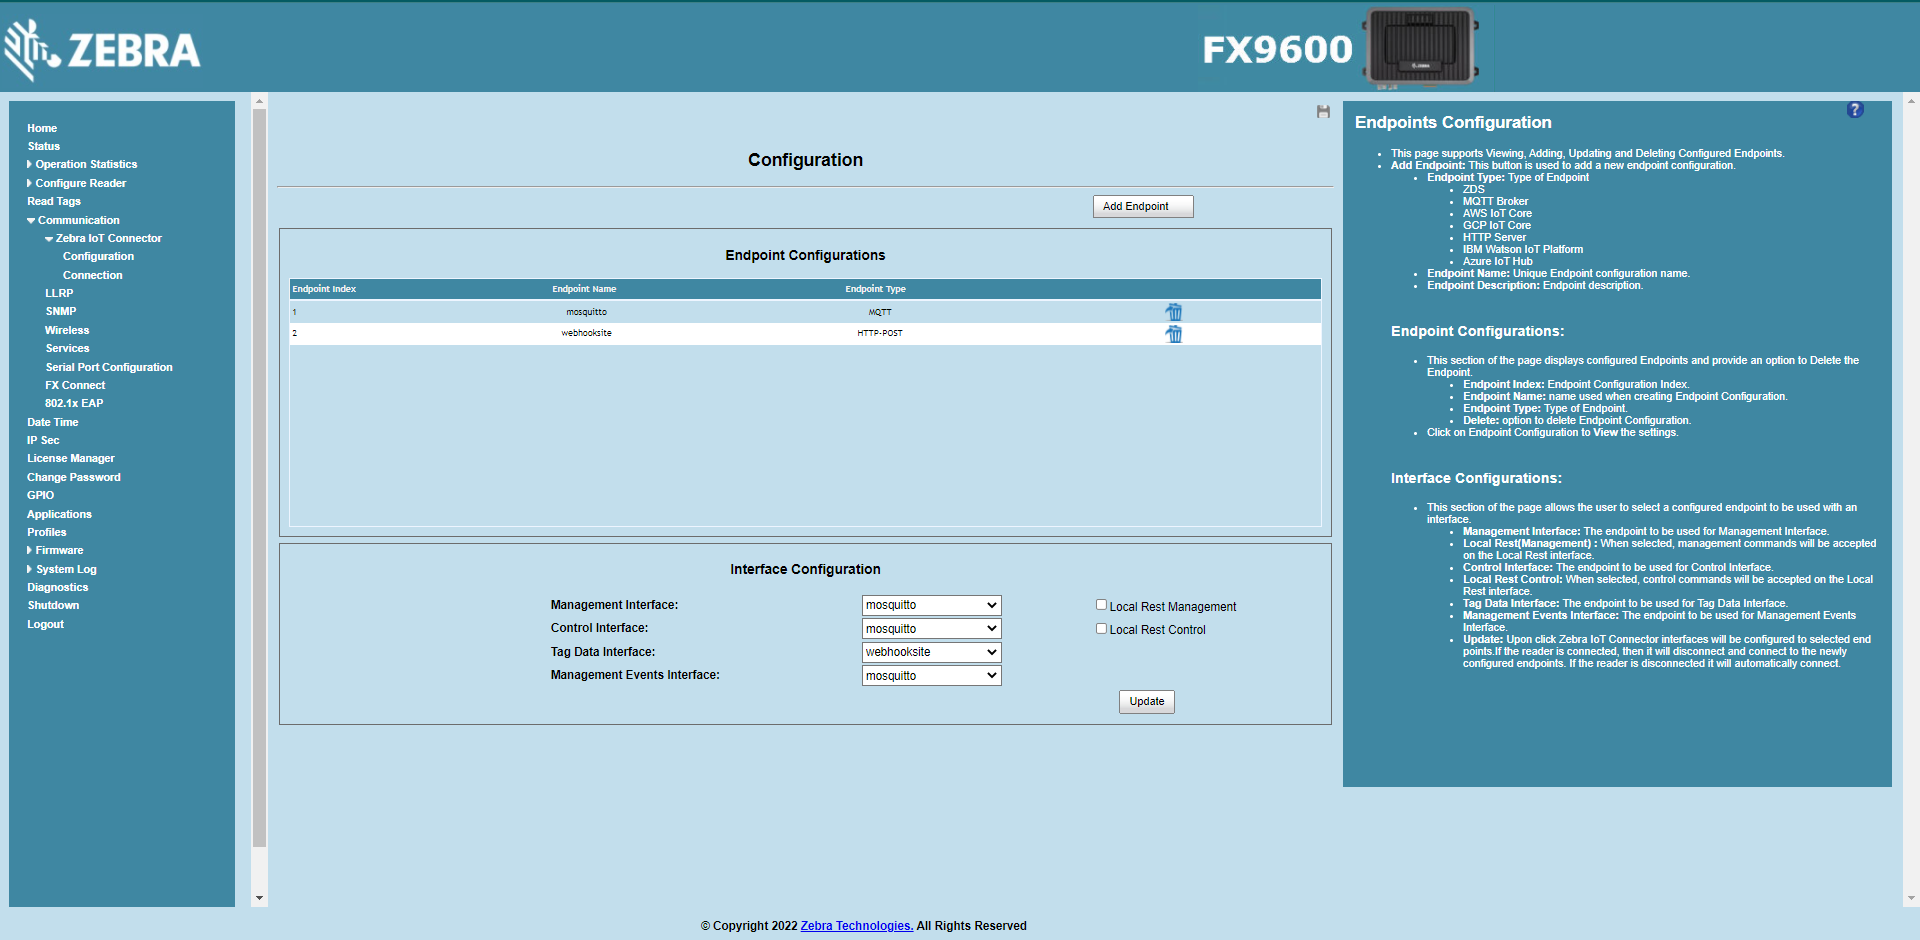 ZEBRA
FX9600
Home
Status
Operation Statistics
Configure Reader
Read Tags
Communication
Zebra IoT Connector
Configuration
Connection
LLRP
SNMP
Wireless
Services
Serial Port Configuration
FX Connect
802.1x EAP
Date Time
IP Sec
License Manager
Change Password
GPIO
Applications
Profiles
Firmware
System Log
Diagnostics
Shutdown
Logout
Configuration
Add Endpoint
Endpoint Configurations
Endpoint Index Endpoint Name Endpoint Type
1 mosquitto MQTT
2 webhooksite HTTP-POST
Interface Configuration
Management Interface: mosquitto Local Rest Management
Control Interface: mosquitto Local Rest Control
Tag Data Interface: webhooksite
Management Events Interface: mosquitto
Update
?
Endpoints Configuration
This page supports Viewing, Adding, Updating and Deleting Configured Endpoints.
Add Endpoint: This button is used to add a new endpoint configuration.
Endpoint Type: Type of Endpoint
ZDS
MQTT Broker
AWS IoT Core
GCP IoT Core
HTTP Server
IBM Watson IoT Platform
Azure IoT Hub
Endpoint Name: Unique Endpoint configuration name.
Endpoint Description: Endpoint description.
Endpoint Configurations:
This section of the page displays configured Endpoints and provide an option to Delete the
Endpoint.
Endpoint Index: Endpoint Configuration Index.
Endpoint Name: name used when creating Endpoint Configuration.
Endpoint Type: Type of Endpoint.
Delete: option to delete Endpoint Configuration.
Click on Endpoint Configuration to View the settings.
Interface Configurations:
This section of the page allows the user to select a configured endpoint to be used with an
interface.
Management Interface: The endpoint to be used for Management Interface.
Local Rest(Management) : When selected, management commands will be accepted
on the Local Rest interface.
Control Interface: The endpoint to be used for Control Interface.
Local Rest Control: When selected, control commands will be accepted on the Local
Rest interface.
Tag Data Interface: The endpoint to be used for Tag Data Interface.
Management Events Interface: The endpoint to be used for Management Events
Interface.
Update: Upon click Zebra IoT Connector interfaces will be configured to selected end
points.If the reader is connected, then it will disconnect and connect to the newly
configured endpoints. If the reader is disconnected it will automatically connect.
© Copyright 2022 Zebra Technologies. All Rights Reserved